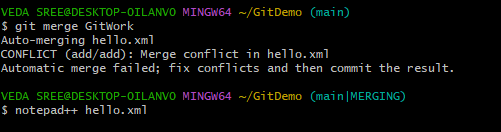 VEDA SREE@DESKTOP-OILANVO MINGW64 ~/GitDemo (main)
$ git merge GitWork
Auto-merging hello.xml
CONFLICT (add/add): Merge conflict in hello.xml
Automatic merge failed; fix conflicts and then commit the result.
VEDA SREE@DESKTOP-OILANVO MINGW64 ~/GitDemo (main|MERGING)
$ notepad++ hello.xml